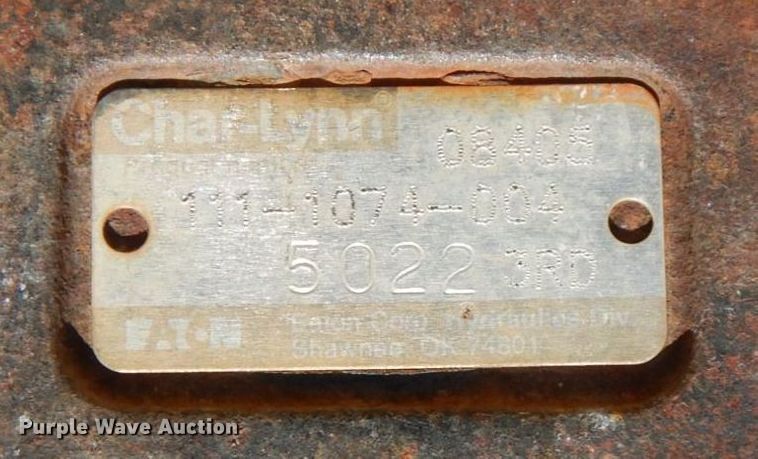 Char-Lynn®
08405
111-1074-004
5022 3RD
EATON Eaton Corp. Hydraulics Div.
Shawnee OK 74801
Purple Wave Auction